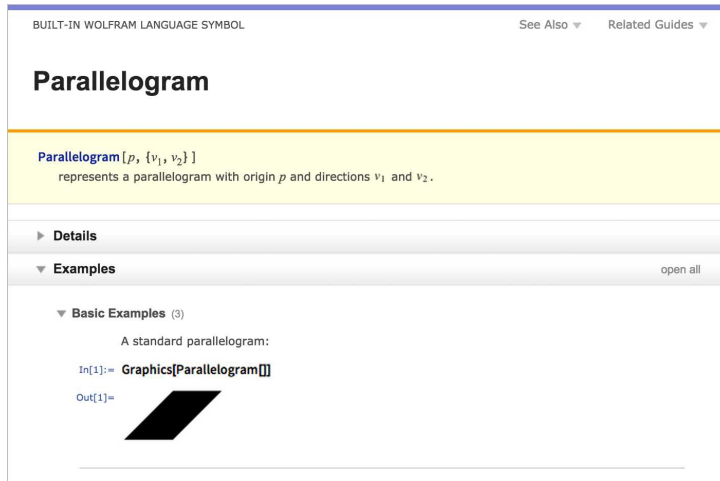 BUILT-IN WOLFRAM LANGUAGE SYMBOL See Also Related Guides
Parallelogram
Parallelogram[p, {v₁, v₂}]
represents a parallelogram with origin p and directions v₁ and v₂.
Details
Examples open all
Basic Examples (3)
A standard parallelogram:
In[1]:= Graphics[Parallelogram[]]
Out[1]=